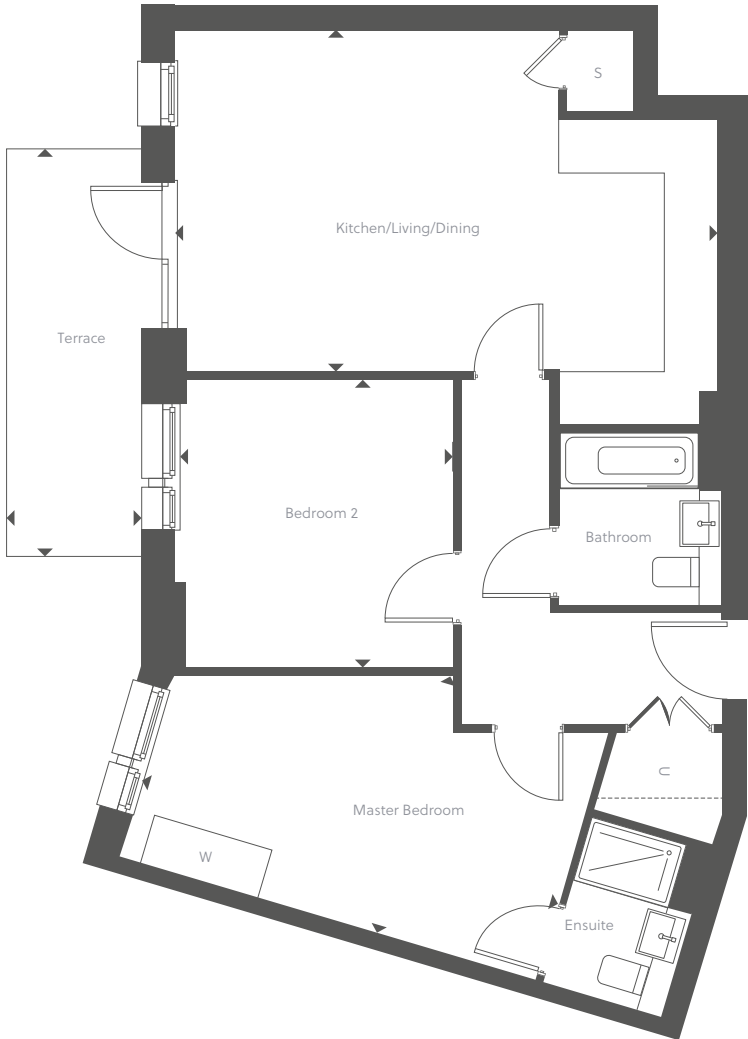 S
Kitchen/Living/Dining
Terrace
Bedroom 2
Bathroom
U
Master Bedroom
W
Ensuite